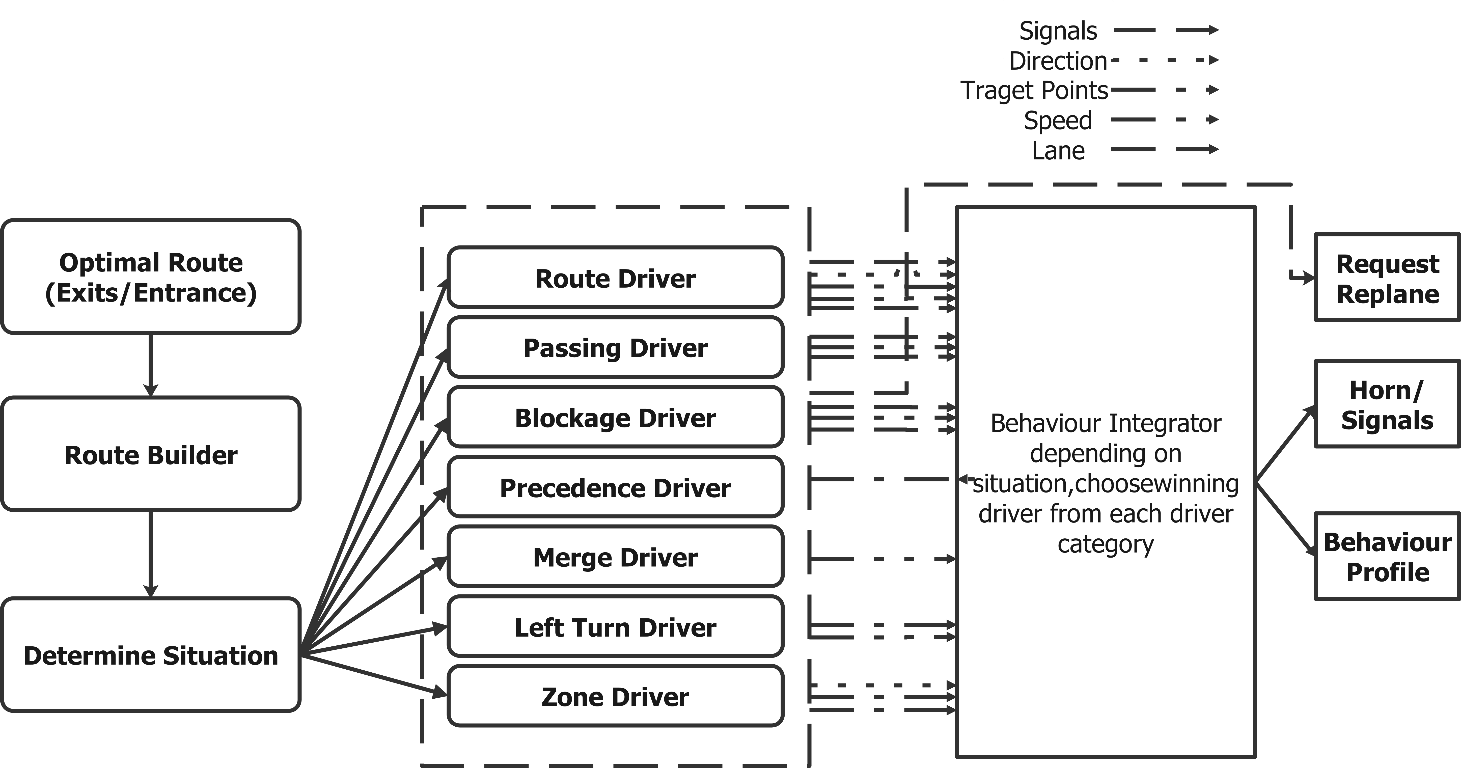 Signals
Direction
Traget Points
Speed
Lane
Optimal Route
(Exits/Entrance)
Route Builder
Determine Situation
Route Driver
Passing Driver
Blockage Driver
Precedence Driver
Merge Driver
Left Turn Driver
Zone Driver
Behaviour Integrator
depending on
situation,choosewinning
driver from each driver
category
Request
Replane
Horn/
Signals
Behaviour
Profile